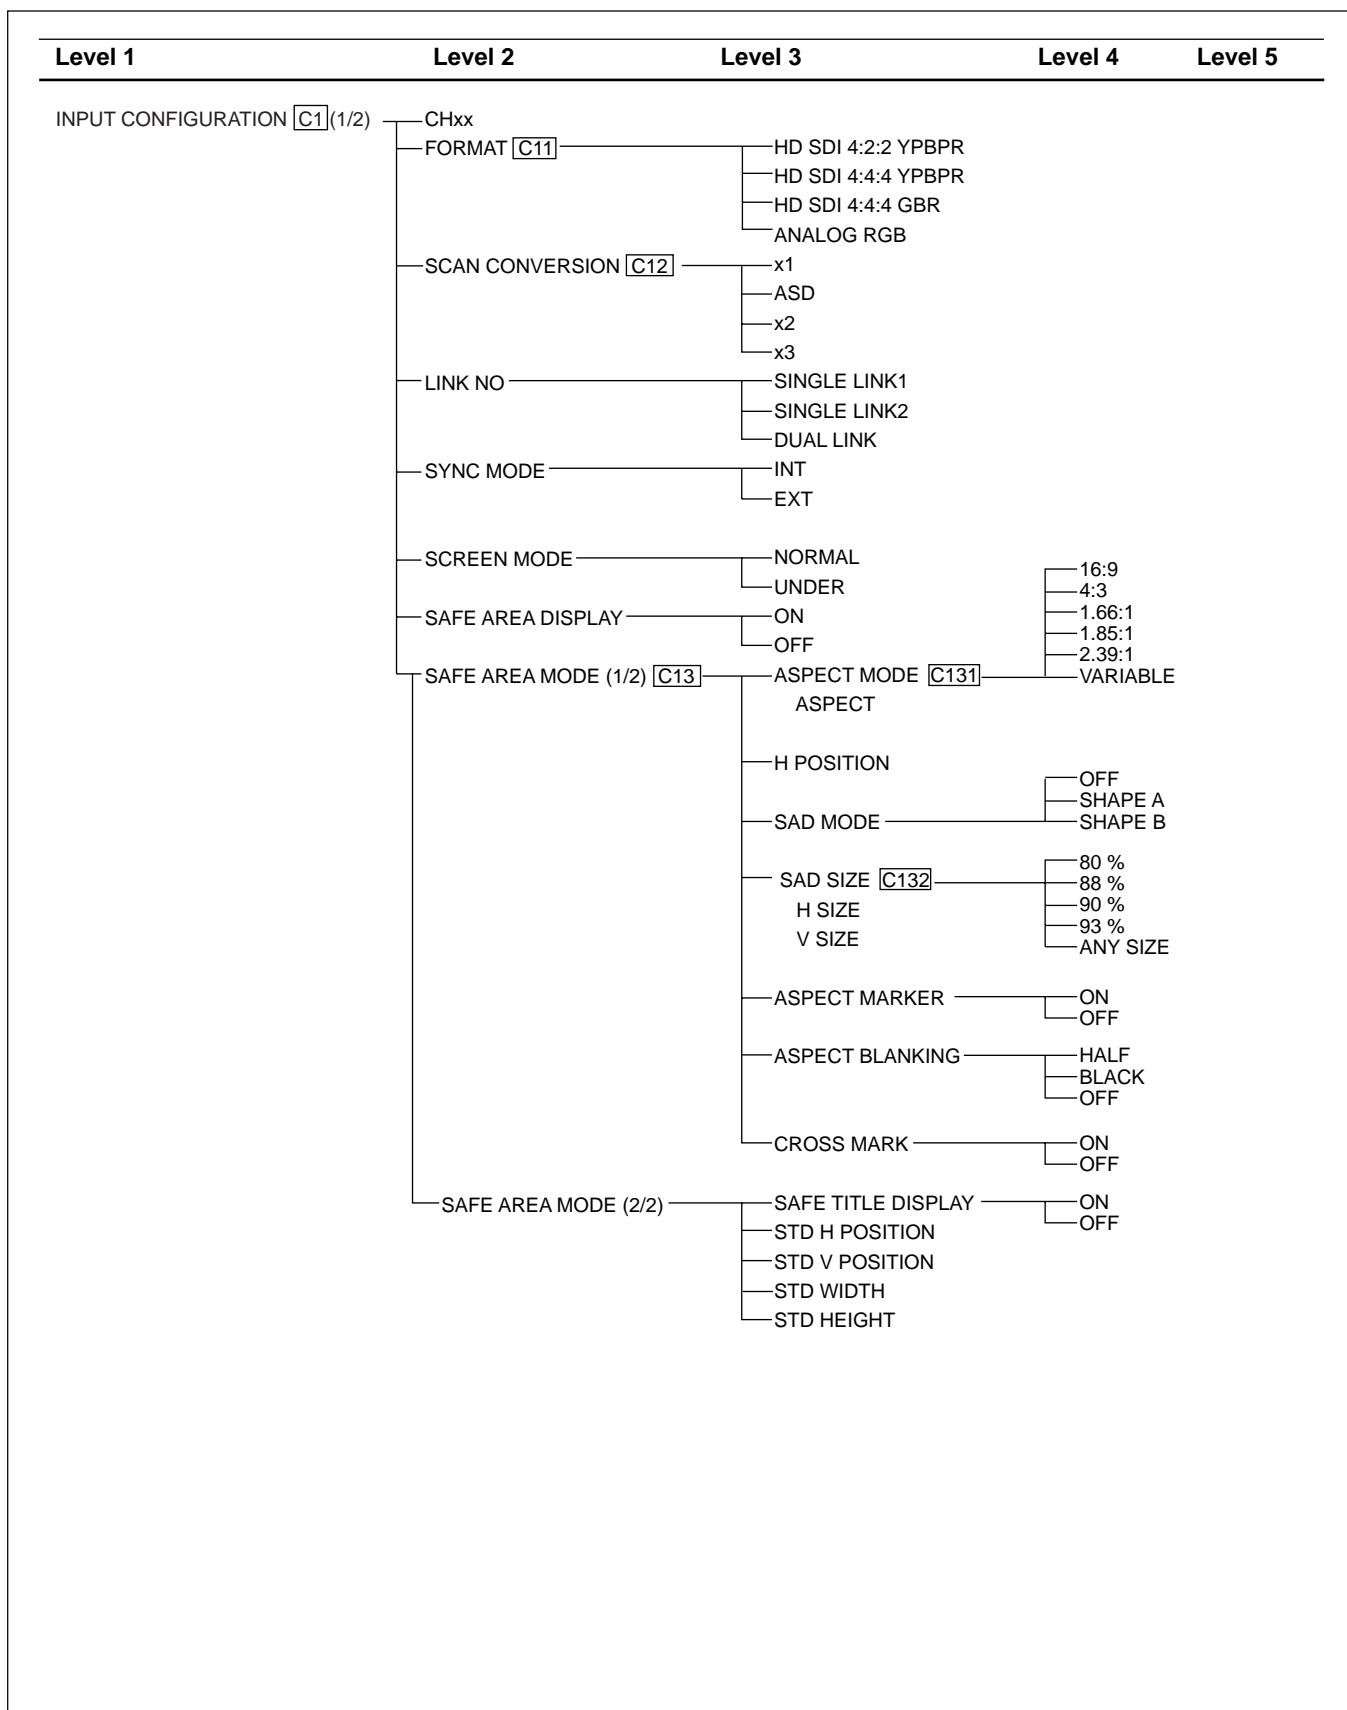 Level 1 Level 2 Level 3 Level 4 Level 5
INPUT CONFIGURATION C1 (1/2) CHxx
FORMAT C11 HD SDI 4:2:2 YPBPR
HD SDI 4:4:4 YPBPR
HD SDI 4:4:4 GBR
ANALOG RGB
SCAN CONVERSION C12 x1
ASD
x2
x3
LINK NO SINGLE LINK1
SINGLE LINK2
DUAL LINK
SYNC MODE INT
EXT
SCREEN MODE NORMAL
UNDER
SAFE AREA DISPLAY ON
OFF
SAFE AREA MODE (1/2) C13 ASPECT MODE C131
16:9
4:3
1.66:1
1.85:1
2.39:1
VARIABLE
ASPECT
H POSITION
SAD MODE
OFF
SHAPE A
SHAPE B
SAD SIZE C132
H SIZE
V SIZE
80 %
88 %
90 %
93 %
ANY SIZE
ASPECT MARKER ON
OFF
ASPECT BLANKING HALF
BLACK
OFF
CROSS MARK ON
OFF
SAFE AREA MODE (2/2) SAFE TITLE DISPLAY ON
OFF
STD H POSITION
STD V POSITION
STD WIDTH
STD HEIGHT